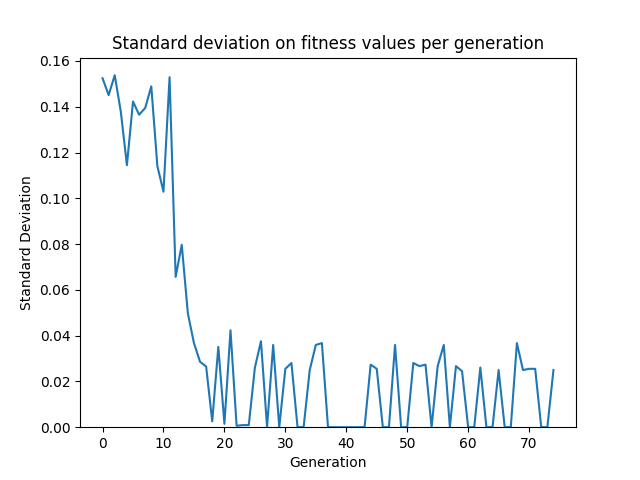 Standard deviation on fitness values per generation
0.16
0.14
0.12
0.10
0.08
0.06
0.04
0.02
0.00
Standard Deviation
0 10 20 30 40 50 60 70
Generation